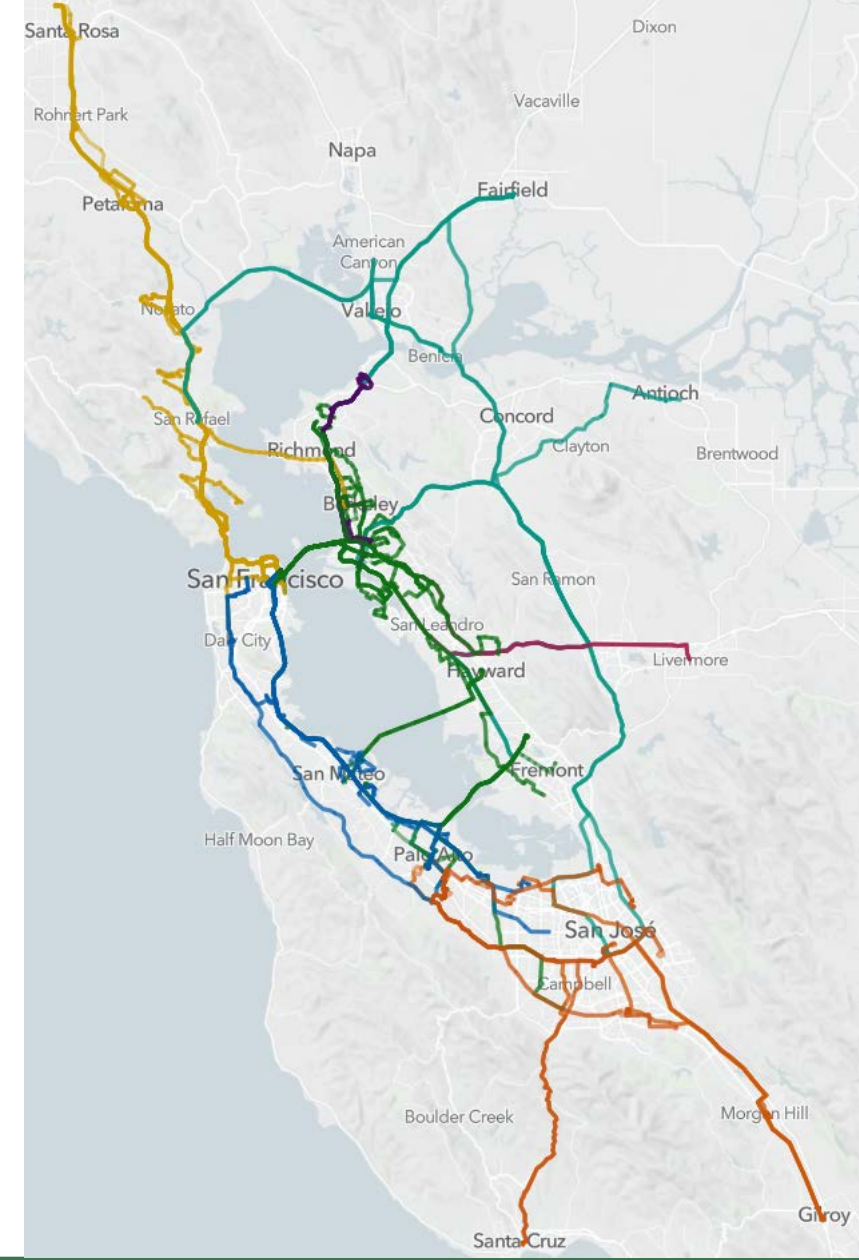 Santa Rosa
Dixon
Rohnert Park
Vacaville
Napa
Petaluma
Fairfield
American
Canyon
Novato
Vallejo
Benicia
Antioch
San Rafael
Concord
Richmond
Clayton
Brentwood
Berkeley
San Francisco
San Ramon
Daly City
San Leandro
Hayward
Livermore
San Mateo
Fremont
Half Moon Bay
Palo Alto
San José
Campbell
Boulder Creek
Morgan Hill
Gilroy
Santa Cruz